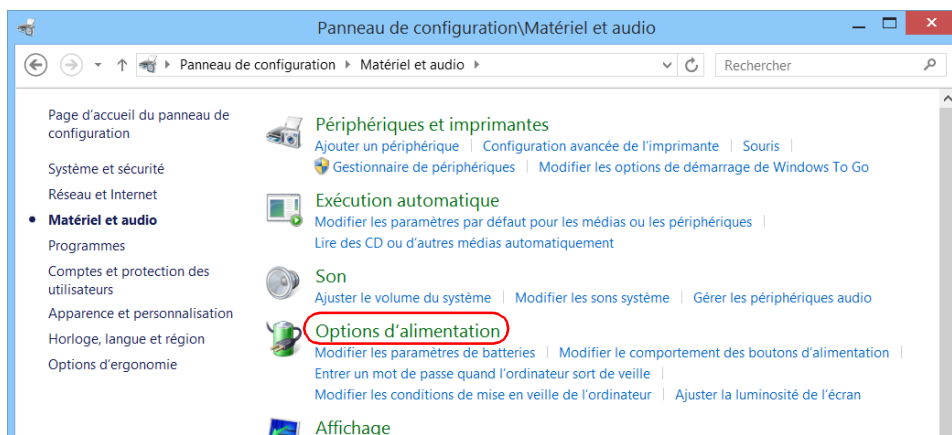 Panneau de configuration\Matériel et audio
Panneau de configuration Matériel et audio
Rechercher
Page d'accueil du panneau de
configuration
Système et sécurité
Réseau et Internet
Matériel et audio
Programmes
Comptes et protection des
utilisateurs
Apparence et personnalisation
Horloge, langue et région
Options d'ergonomie
Périphériques et imprimantes
Ajouter un périphérique | Configuration avancée de l'imprimante | Souris |
Gestionnaire de périphériques | Modifier les options de démarrage de Windows To Go
Exécution automatique
Modifier les paramètres par défaut pour les médias ou les périphériques |
Lire des CD ou d'autres médias automatiquement
Son
Ajuster le volume du système | Modifier les sons système | Gérer les périphériques audio
Options d'alimentation
Modifier les paramètres de batteries | Modifier le comportement des boutons d'alimentation |
Entrer un mot de passe quand l'ordinateur sort de veille |
Modifier les conditions de mise en veille de l'ordinateur | Ajuster la luminosité de l'écran
Affichage